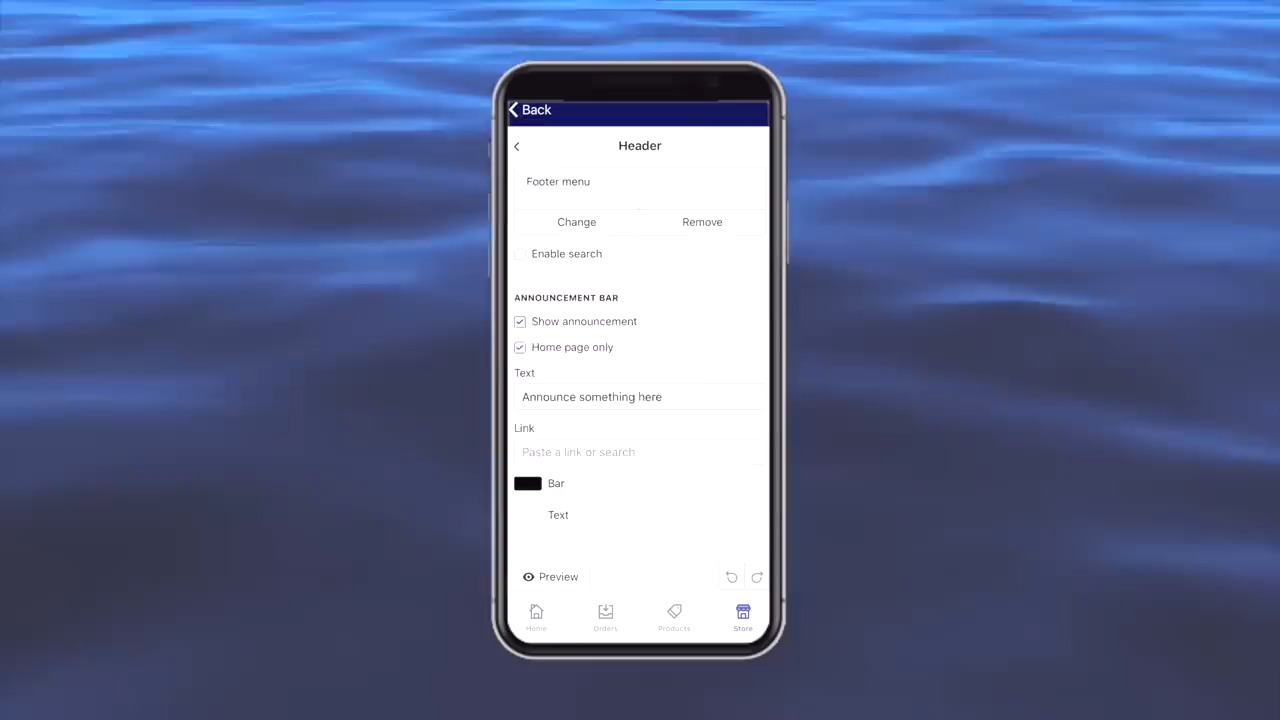 Back
Header
Footer menu
Change Remove
Enable search
ANNOUNCEMENT BAR
Show announcement
Home page only
Text
Announce something here
Link
Paste a link or search
Bar
Text
Preview
Home Orders Products Store